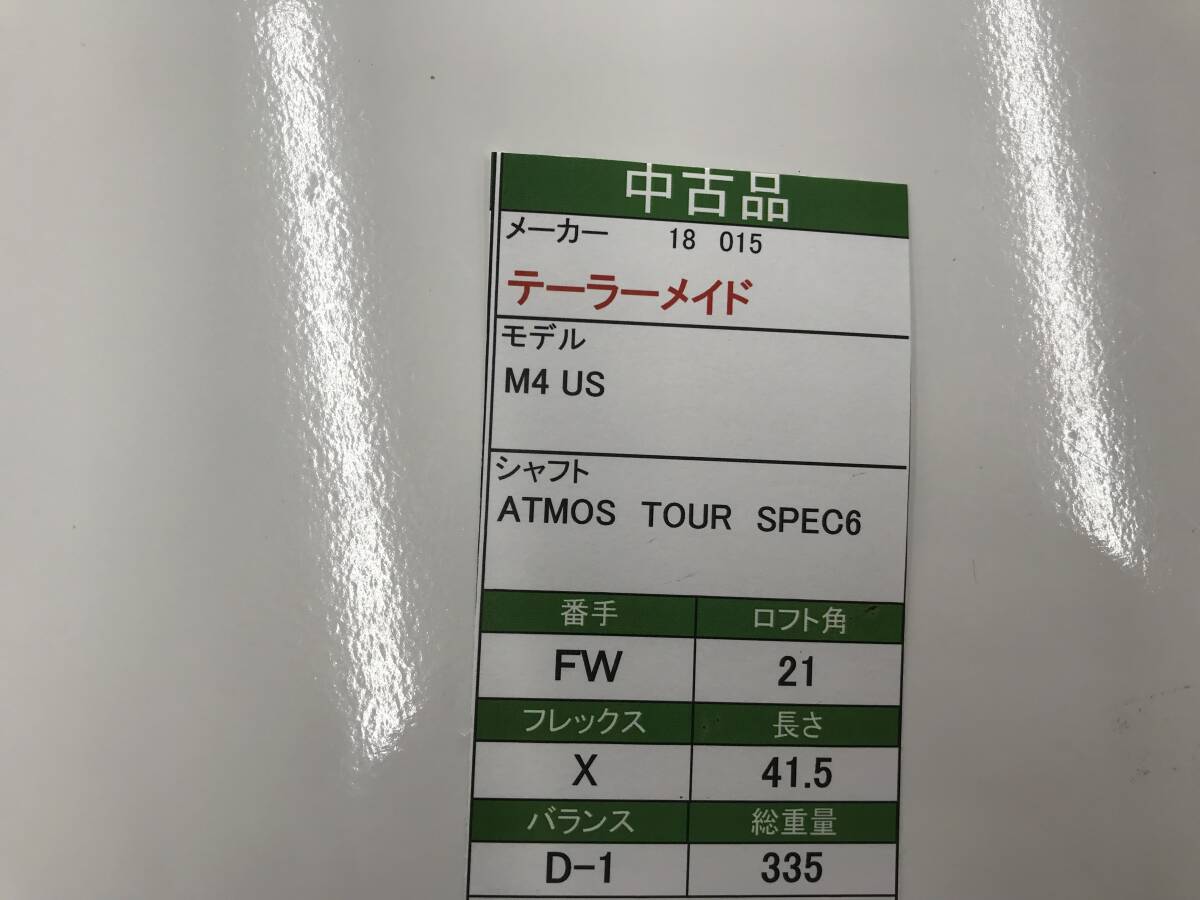 中古品
メーカー 18 015
テーラーメイド
モデル
M4 US
シャフト
ATMOS TOUR SPEC6
番手 ロフト角
FW 21
フレックス 長さ
X 41.5
バランス 総重量
D-1 335